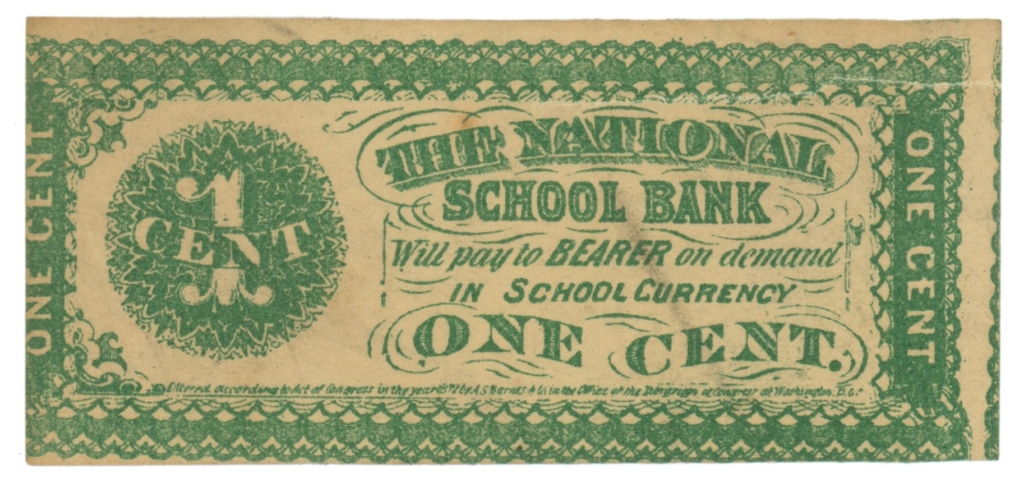 ONE CENT
1
CENT
THE NATIONAL
SCHOOL BANK
Will pay to BEARER on demand
IN SCHOOL CURRENCY
ONE CENT.
Entered according to Act of Congress in the year by A.S. Barnes & Co. in the Office of the Librarian of Congress at Washington, D.C.
ONE CENT